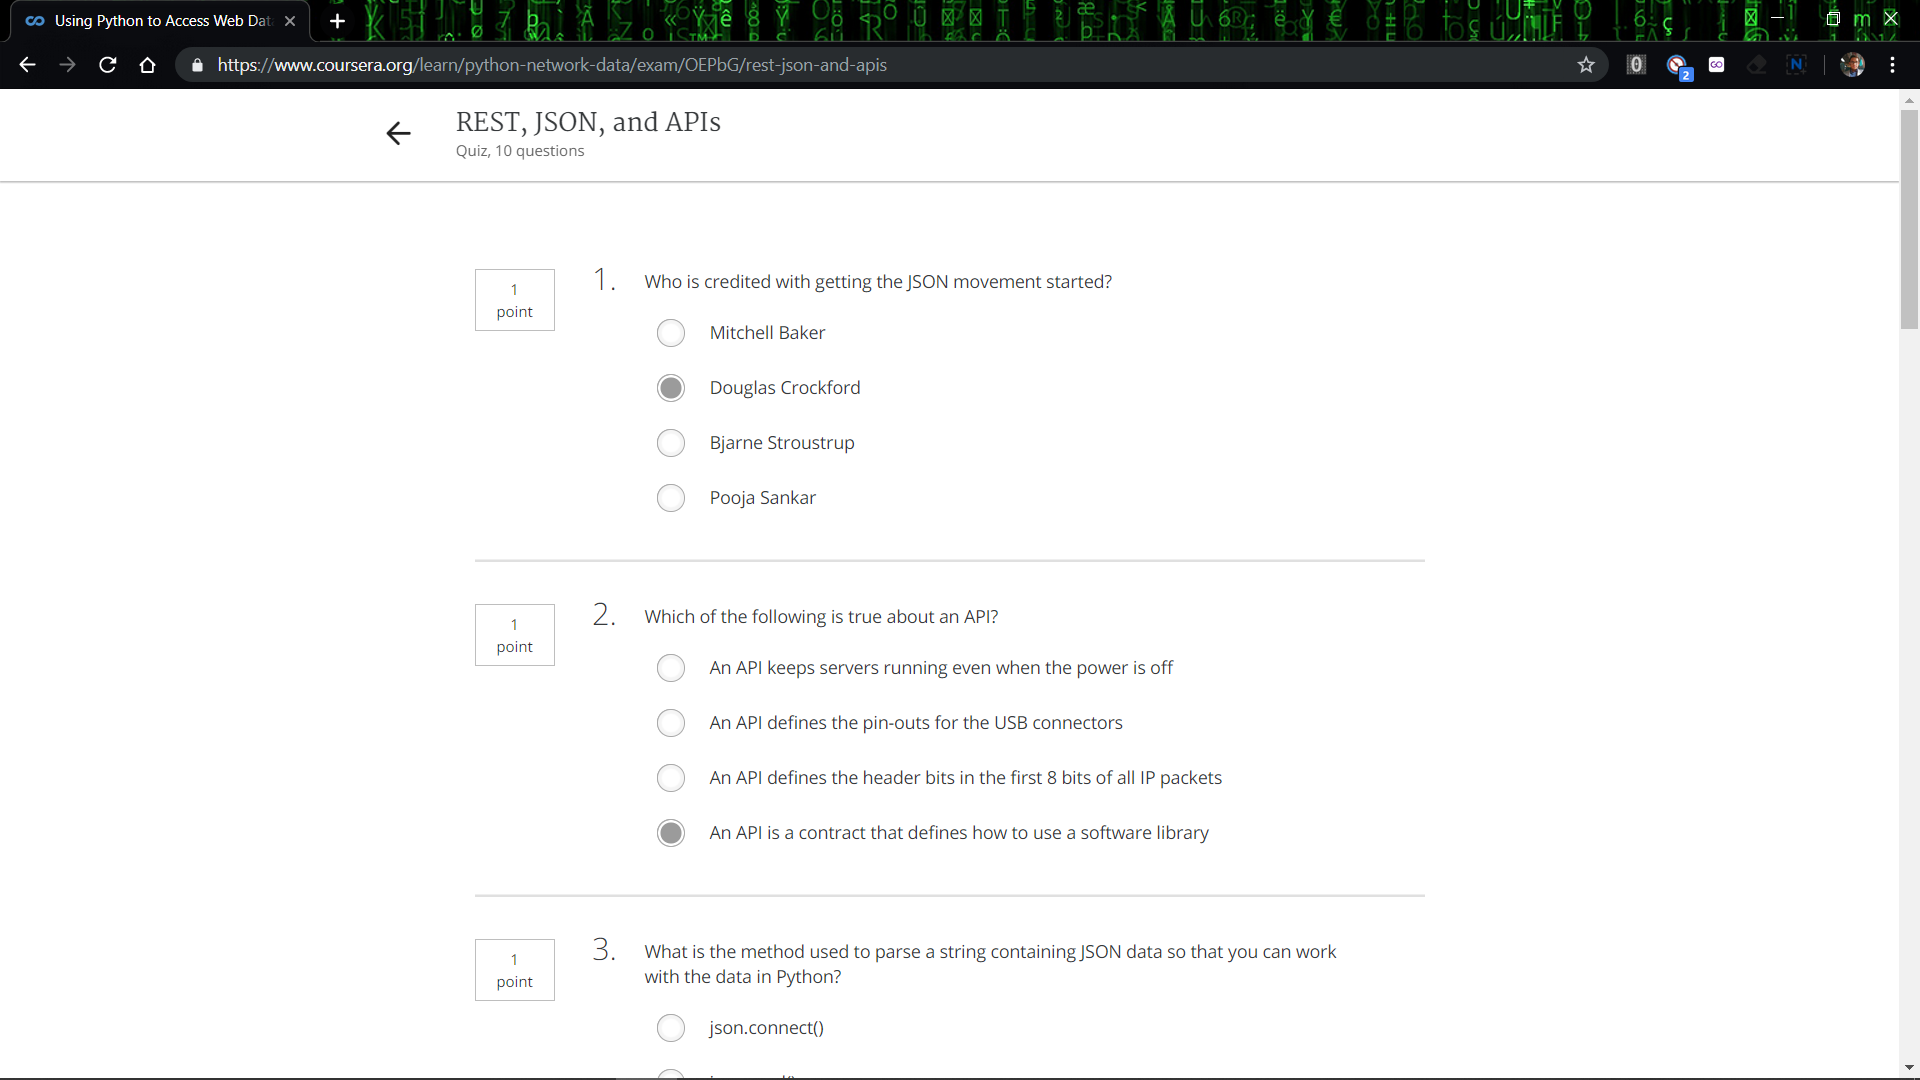 Using Python to Access Web Dat
https://www.coursera.org/learn/python-network-data/exam/OEPbG/rest-json-and-apis
2
REST, JSON, and APIs
Quiz, 10 questions
1
point
1.
Who is credited with getting the JSON movement started?
Mitchell Baker
Douglas Crockford
Bjarne Stroustrup
Pooja Sankar
1
point
2.
Which of the following is true about an API?
An API keeps servers running even when the power is off
An API defines the pin-outs for the USB connectors
An API defines the header bits in the first 8 bits of all IP packets
An API is a contract that defines how to use a software library
1
point
3.
What is the method used to parse a string containing JSON data so that you can work
with the data in Python?
json.connect()